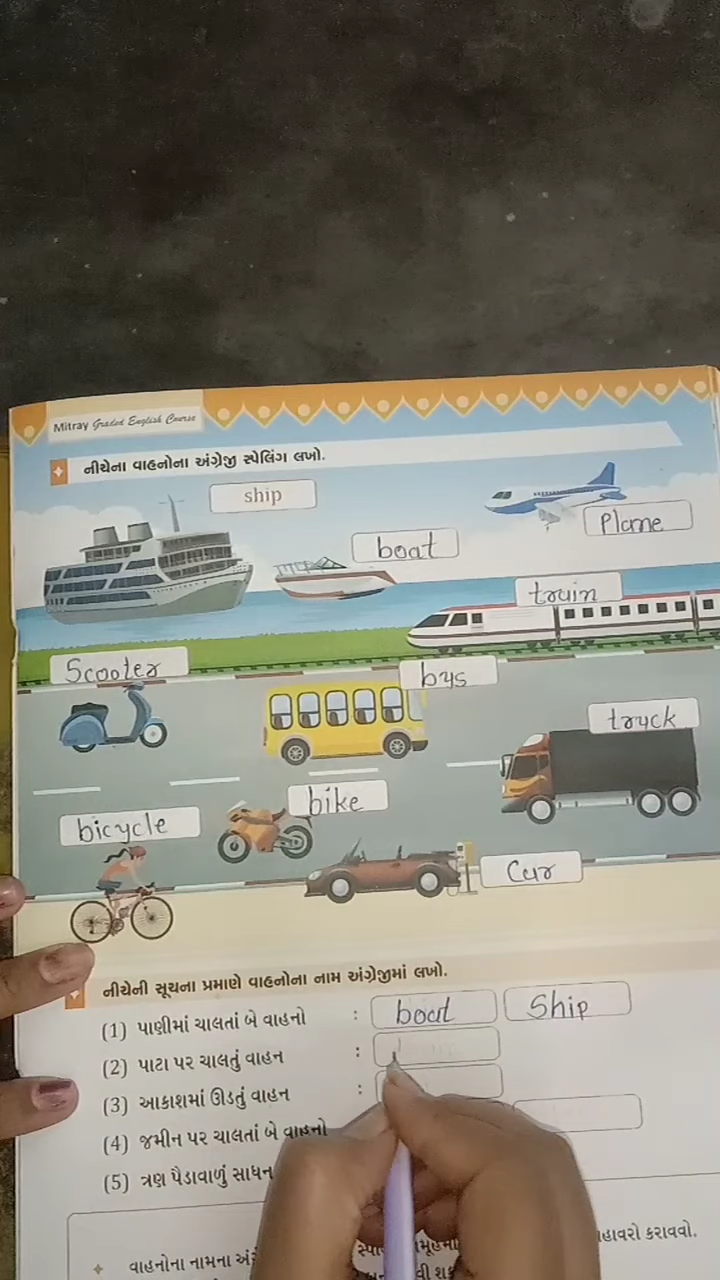 Mitray Graded English Course
નીચેના વાહનોના અંગ્રેજી સ્પેલિંગ લખો.
ship
Plane
boat
train
Scooter
bus
truck
bike
bicycle
Car
નીચેની સૂચના પ્રમાણે વાહનોના નામ અંગ્રેજીમાં લખો.
(1) પાણીમાં ચાલતાં બે વાહનો : boat Ship
(2) પાટા પર ચાલતું વાહન :
(3) આકાશમાં ઊડતું વાહન :
(4) જમીન પર ચાલતાં બે વાહનો
(5) ત્રણ પૈડાવાળું સાધન
વાહનોના નામના